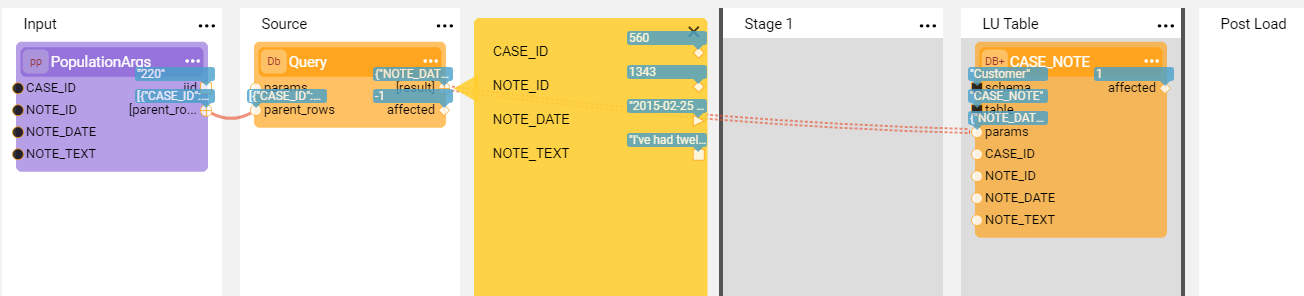 Input
Source
Stage 1
LU Table
Post Load
pp PopulationArgs
"220"
CASE_ID iid
[{"CASE_ID":...
NOTE_ID [parent_ro...
NOTE_DATE
NOTE_TEXT
Db Query
{"NOTE_DAT...
params [result]
[{"CASE_ID":... -1
parent_rows affected
560
CASE_ID
1343
NOTE_ID
"2015-02-25 ...
NOTE_DATE
"I've had twel...
NOTE_TEXT
DB+ CASE_NOTE
"Customer" 1
schema affected
"CASE_NOTE"
table
{"NOTE_DAT...
params
CASE_ID
NOTE_ID
NOTE_DATE
NOTE_TEXT